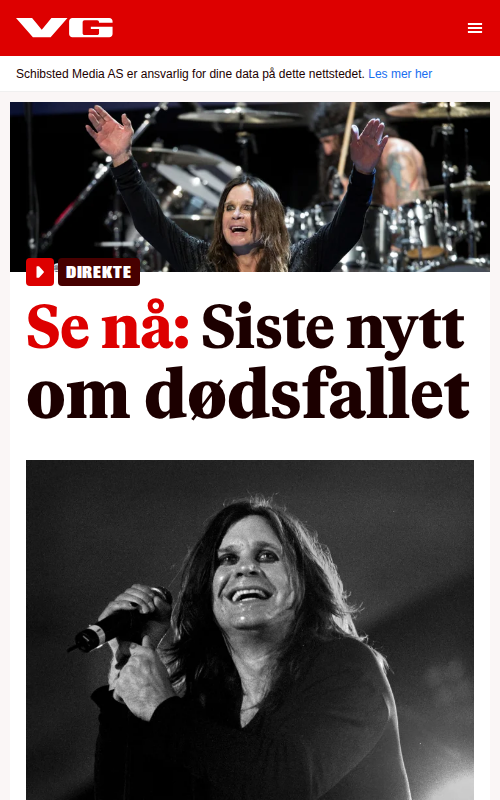 VG
Schibsted Media AS er ansvarlig for dine data på dette nettstedet. Les mer her
DIREKTE
Se nå: Siste nytt
om dødsfallet